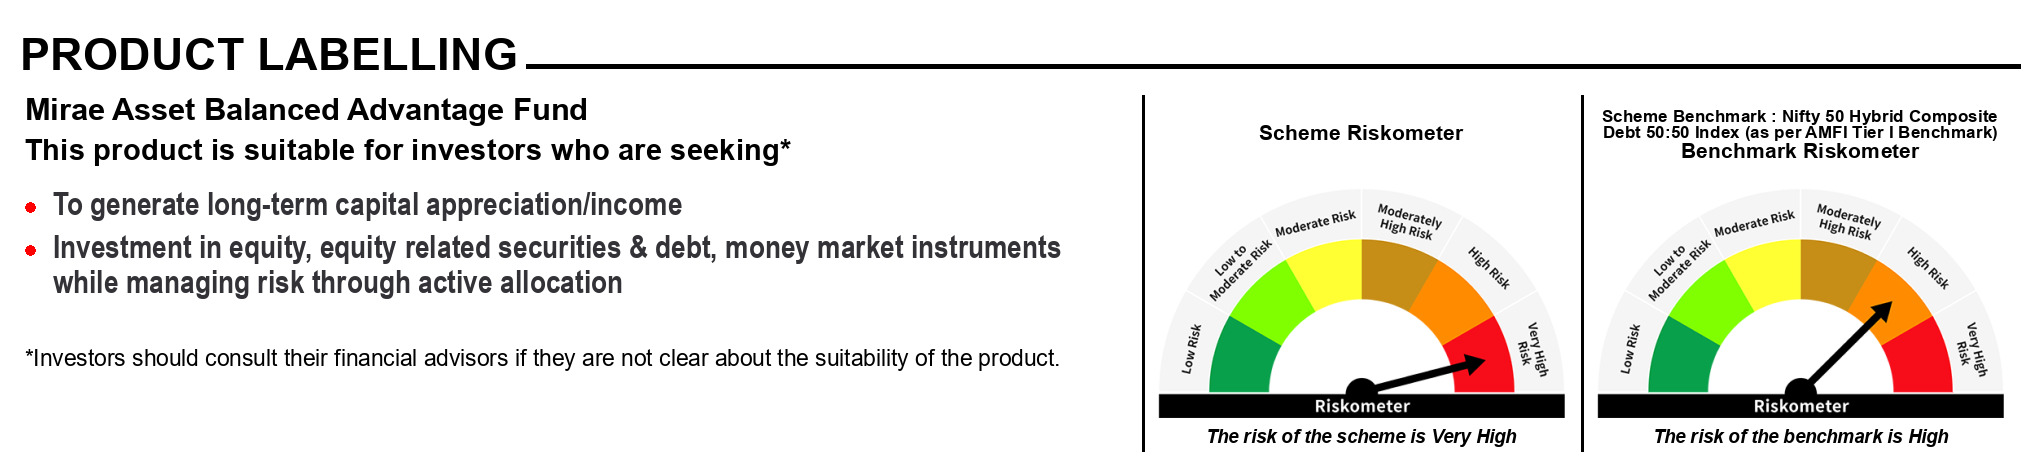 PRODUCT LABELLING
Mirae Asset Balanced Advantage Fund
This product is suitable for investors who are seeking*
To generate long-term capital appreciation/income
Investment in equity, equity related securities & debt, money market instruments
while managing risk through active allocation
*Investors should consult their financial advisors if they are not clear about the suitability of the product.
Scheme Riskometer
Low Risk
Low to
Moderate Risk
Moderate Risk
Moderately
High Risk
High Risk
Very High
Risk
Riskometer
The risk of the scheme is Very High
Scheme Benchmark : Nifty 50 Hybrid Composite
Debt 50:50 Index (as per AMFI Tier I Benchmark)
Benchmark Riskometer
Low Risk
Low to
Moderate Risk
Moderate Risk
Moderately
High Risk
High Risk
Very High
Risk
Riskometer
The risk of the benchmark is High